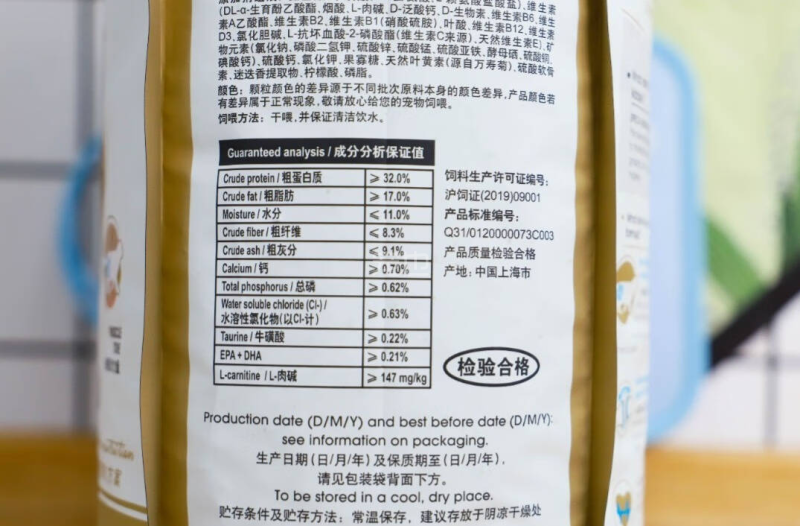 (DL-α-生育酚乙酸酯, 烟酸, L-肉碱, D-泛酸钙, D-生物素, 维生素B6, 维生
素A乙酸酯, 维生素B2, 维生素B1(硝酸硫胺), 叶酸, 维生素B12, 维生素
D3, 氯化胆碱, L-抗坏血酸-2-磷酸酯(维生素C来源), 天然维生素E), 矿
物元素(氯化钠, 磷酸二氢钾, 硫酸锌, 硫酸锰, 硫酸亚铁, 酵母硒, 硫酸铜,
碘酸钙), 硫酸钙, 氯化钾, 果寡糖, 天然叶黄素(源自万寿菊), 硫酸软骨
素, 迷迭香提取物, 柠檬酸, 磷脂。
颜色: 颗粒颜色的差异源于不同批次原料本身的颜色差异, 产品颜色若
有差异属于正常现象, 敬请放心给您的宠物饲喂。
饲喂方法: 干喂, 并保证清洁饮水。
Guaranteed analysis / 成分分析保证值
Crude protein / 粗蛋白质 ≥ 32.0%
Crude fat / 粗脂肪 ≥ 17.0%
Moisture / 水分 ≤ 11.0%
Crude fiber / 粗纤维 ≤ 8.3%
Crude ash / 粗灰分 ≤ 9.1%
Calcium / 钙 ≥ 0.70%
Total phosphorus / 总磷 ≥ 0.62%
Water soluble chloride (Cl-) /
水溶性氯化物(以Cl-计) ≥ 0.63%
Taurine / 牛磺酸 ≥ 0.22%
EPA + DHA ≥ 0.21%
L-carnitine / L-肉碱 ≥ 147 mg/kg
饲料生产许可证编号:
沪饲证(2019)09001
产品标准编号:
Q31/0120000073C003
产品质量检验合格
产地: 中国上海市
检验合格
Production date (D/M/Y) and best before date (D/M/Y):
see information on packaging.
生产日期(日/月/年)及保质期至(日/月/年),
请见包装袋背面下方。
To be stored in a cool, dry place.
贮存条件及贮存方法: 常温保存, 建议存放于阴凉干燥处